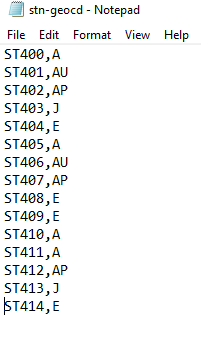 stn-geocd - Notepad
File Edit Format View Help
ST400,A
ST401,AU
ST402,AP
ST403,J
ST404,E
ST405,A
ST406,AU
ST407,AP
ST408,E
ST409,E
ST410,A
ST411,A
ST412,AP
ST413,J
ST414,E